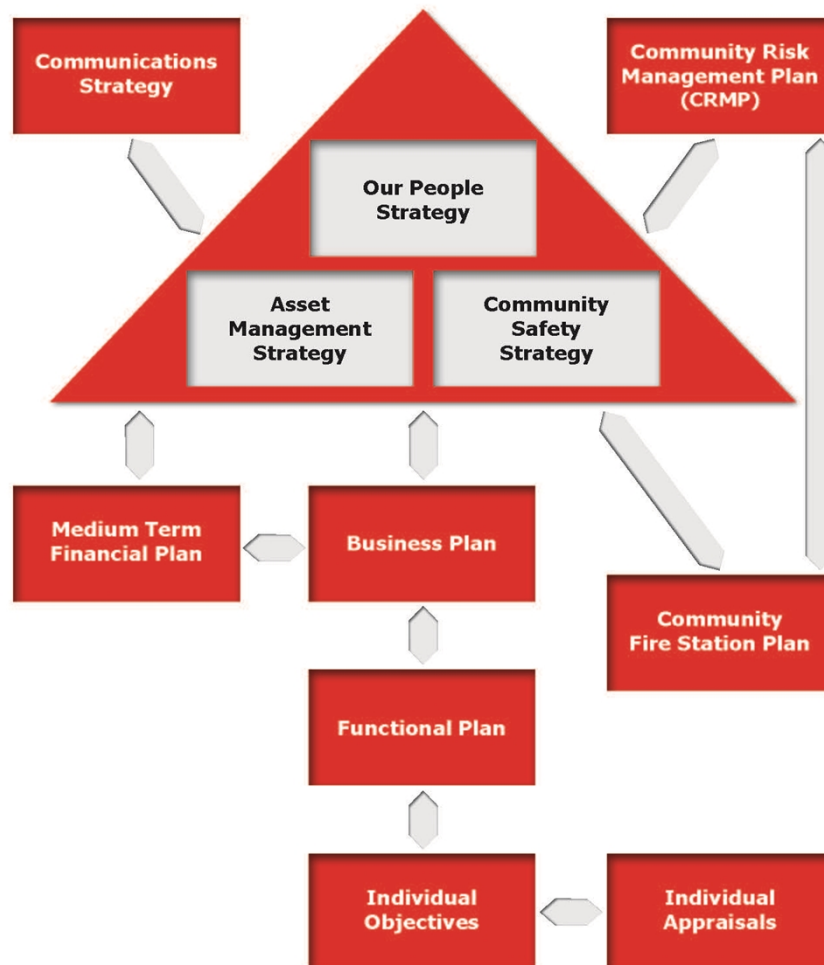 Communications
Strategy
Community Risk
Management Plan
(CRMP)
Our People
Strategy
Asset
Management
Strategy
Community
Safety
Strategy
Medium Term
Financial Plan
Business Plan
Community
Fire Station Plan
Functional Plan
Individual
Objectives
Individual
Appraisals